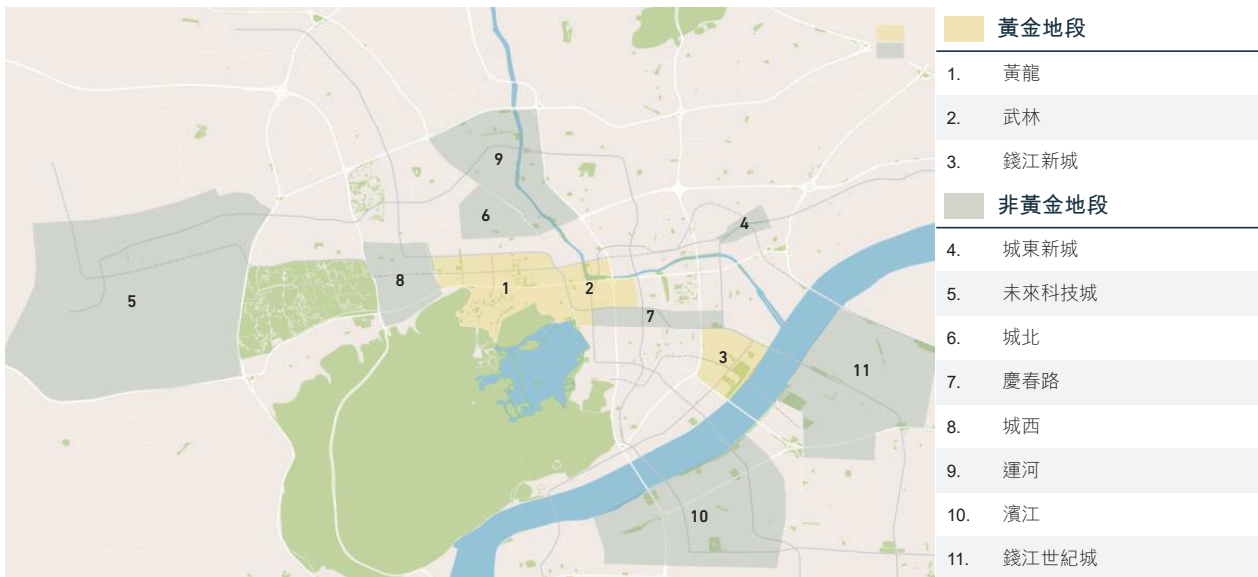 黃金地段
1. 黃龍
2. 武林
3. 錢江新城
非黃金地段
4. 城東新城
5. 未來科技城
6. 城北
7. 慶春路
8. 城西
9. 運河
10. 濱江
11. 錢江世紀城
9
6
4
8
1
2
5
7
3
11
10